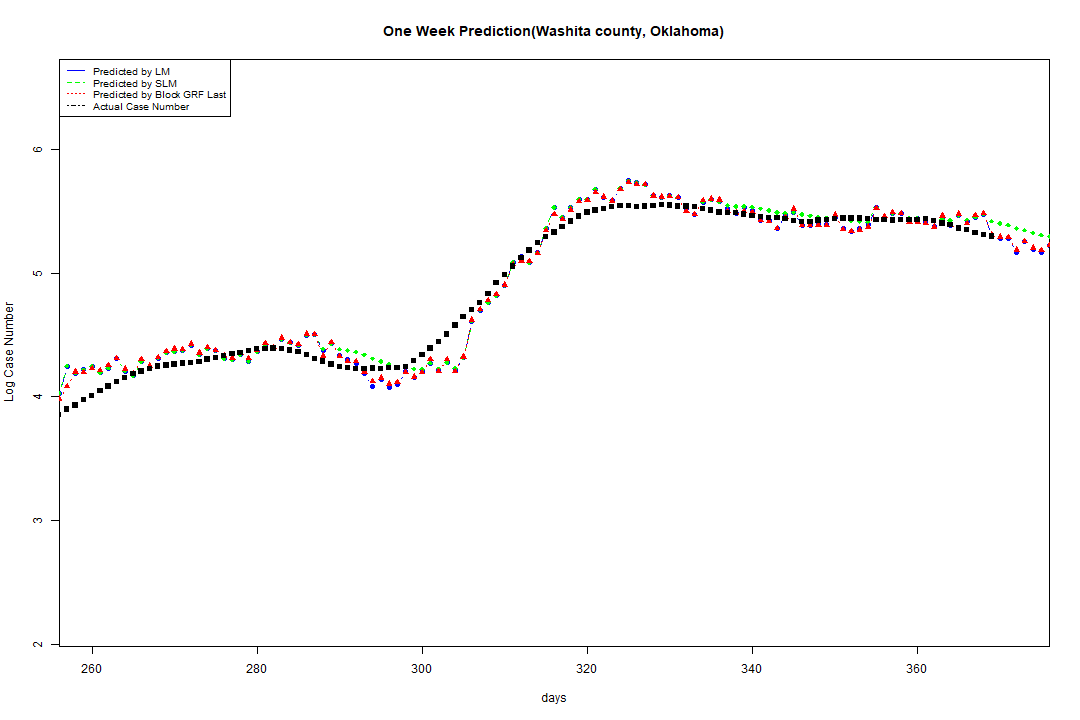 One Week Prediction(Washita county, Oklahoma)
Predicted by LM
Predicted by SLM
Predicted by Block GRF Last
Actual Case Number
6
5
4
3
2
Log Case Number
260 280 300 320 340 360
days